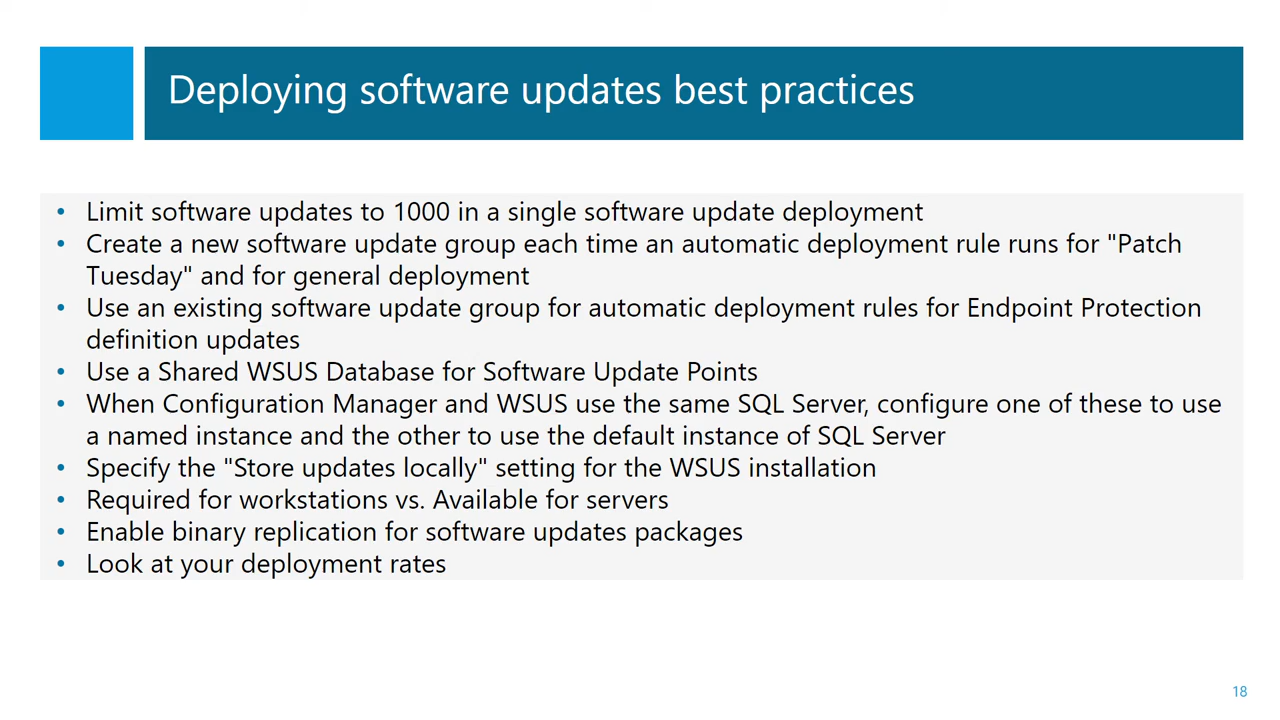 Deploying software updates best practices
• Limit software updates to 1000 in a single software update deployment
• Create a new software update group each time an automatic deployment rule runs for "Patch
Tuesday" and for general deployment
• Use an existing software update group for automatic deployment rules for Endpoint Protection
definition updates
• Use a Shared WSUS Database for Software Update Points
• When Configuration Manager and WSUS use the same SQL Server, configure one of these to use
a named instance and the other to use the default instance of SQL Server
• Specify the "Store updates locally" setting for the WSUS installation
• Required for workstations vs. Available for servers
• Enable binary replication for software updates packages
• Look at your deployment rates
18